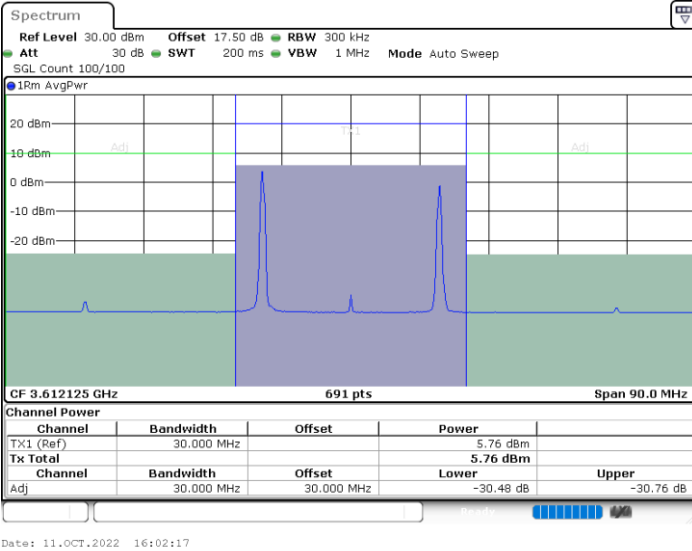 Spectrum
Ref Level 30.00 dBm Offset 17.50 dB RBW 300 kHz
Att 30 dB SWT 200 ms VBW 1 MHz Mode Auto Sweep
SGL Count 100/100
1Rm AvgPwr
20 dBm
TX1
Adj Adj
10 dBm
0 dBm
-10 dBm
-20 dBm
CF 3.612125 GHz 691 pts Span 90.0 MHz
Channel Power
Channel Bandwidth Offset Power
TX1 (Ref) 30.000 MHz 5.76 dBm
Tx Total 5.76 dBm
Channel Bandwidth Offset Lower Upper
Adj 30.000 MHz 30.000 MHz -30.48 dB -30.76 dB
Ready
Date: 11.OCT.2022 16:02:17